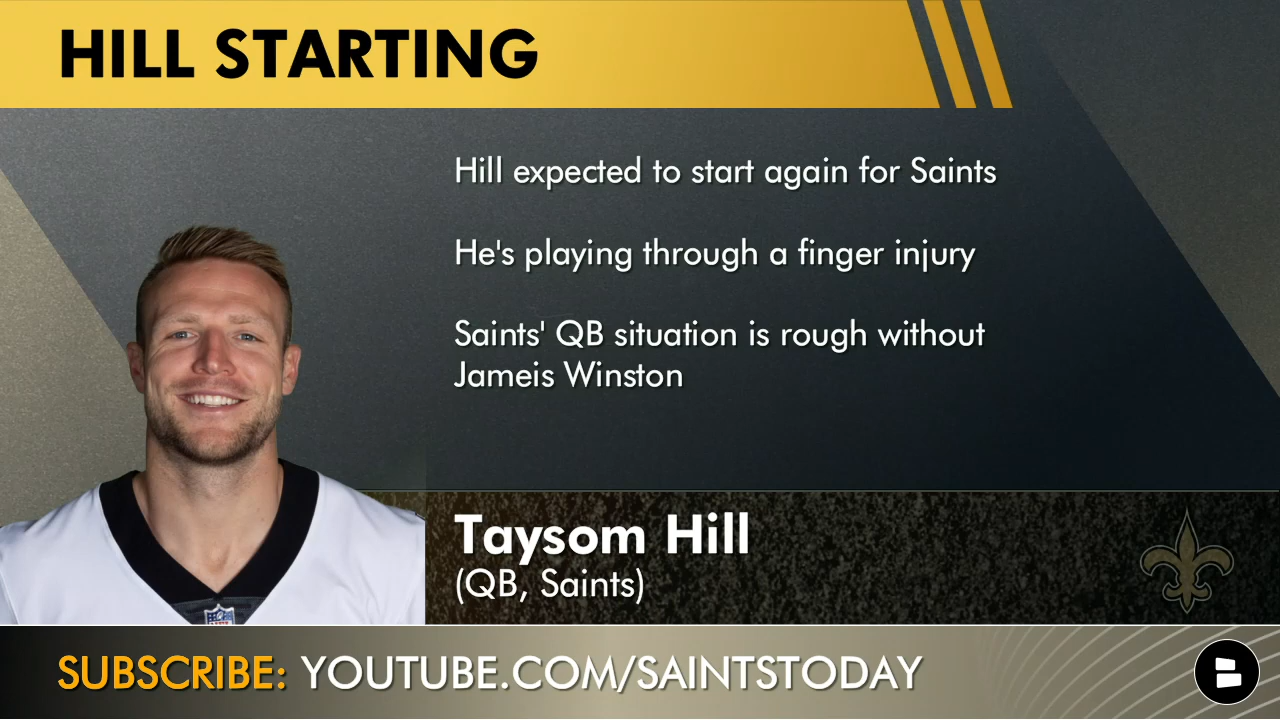 HILL STARTING
Hill expected to start again for Saints
He's playing through a finger injury
Saints' QB situation is rough without
Jameis Winston
Taysom Hill
(QB, Saints)
SUBSCRIBE: YOUTUBE.COM/SAINTSTODAY